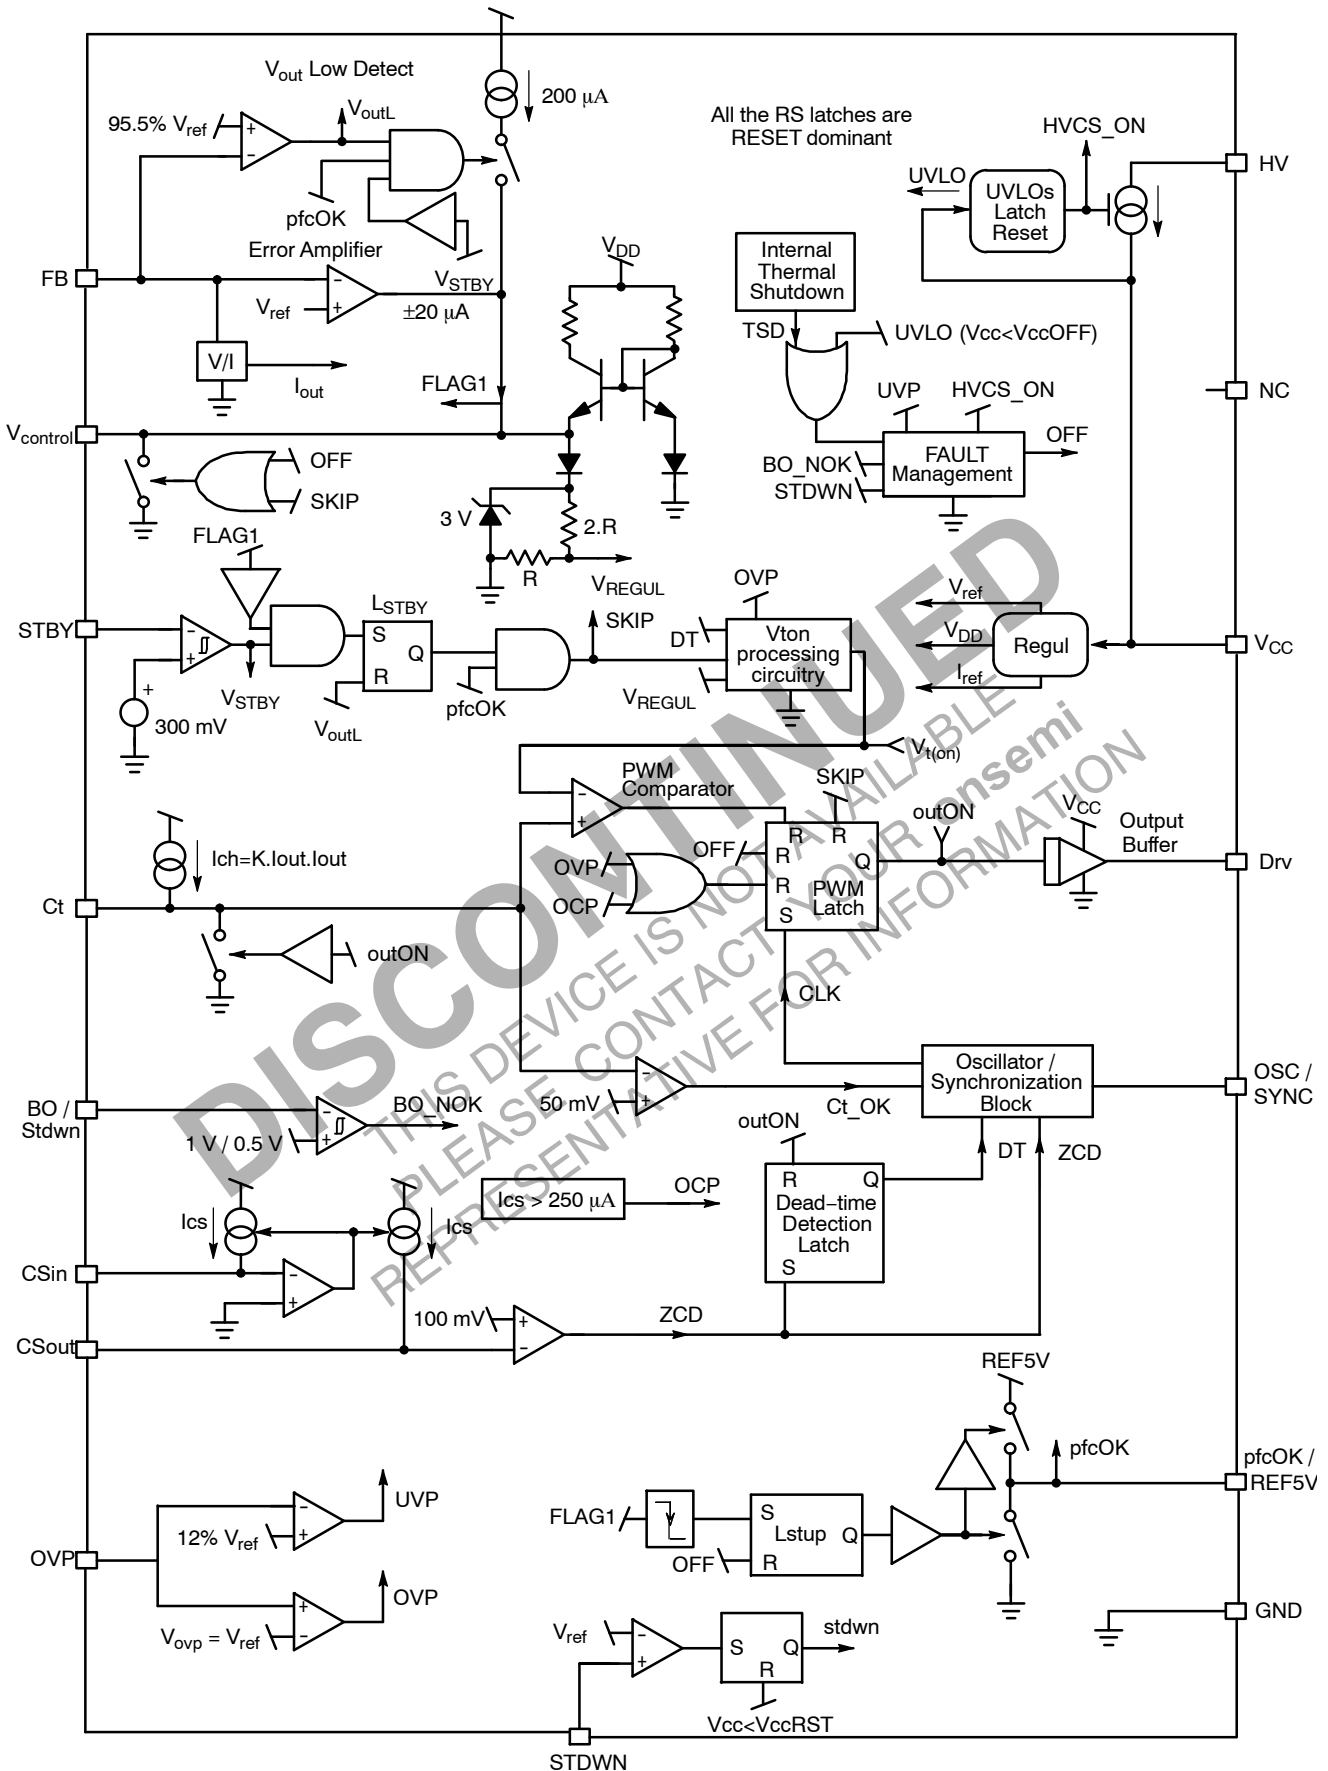 Vout Low Detect
200 μA
95.5% Vref
+
−
VoutL
pfcOK
All the RS latches are
RESET dominant
HVCS_ON
HV
UVLO
UVLOs
Latch
Reset
Internal
Thermal
Shutdown
TSD
UVLO (Vcc<VccOFF)
Error Amplifier
FB
−
Vref
+
VSTBY
±20 μA
VDD
V/I
Iout
FLAG1
NC
Vcontrol
OFF
SKIP
UVP
HVCS_ON
OFF
FAULT
Management
BO_NOK
STDWN
3 V
2.R
R
VREGUL
FLAG1
STBY
−
+
+
300 mV
VSTBY
LSTBY
S
Q
R
VoutL
pfcOK
SKIP
OVP
DT
Vton
processing
circuitry
VREGUL
Vref
VDD
Regul
Iref
VCC
Vt(on)
PWM
Comparator
−
+
SKIP
outON
VCC
Output
Buffer
Drv
R
R
OFF
R
Q
OVP
OCP
R
PWM
Latch
S
Ich=K.Iout.Iout
Ct
outON
CLK
Oscillator /
Synchronization
Block
OSC /
SYNC
−
50 mV
+
Ct_OK
BO /
Stdwn
−
1 V / 0.5 V
+
BO_NOK
outON
DT
ZCD
R
Q
Dead−time
Detection
Latch
S
Ics > 250 μA
OCP
Ics
Ics
CSin
−
+
CSout
100 mV
+
−
ZCD
REF5V
pfcOK
pfcOK /
REF5V
OVP
−
12% Vref
+
UVP
+
Vovp = Vref
−
OVP
FLAG1
S
Lstup
Q
OFF
R
GND
Vref
−
+
S
Q
R
stdwn
Vcc<VccRST
STDWN
DISCONTINUED
THIS DEVICE IS NOT AVAILABLE
PLEASE CONTACT YOUR onsemi
REPRESENTATIVE FOR INFORMATION